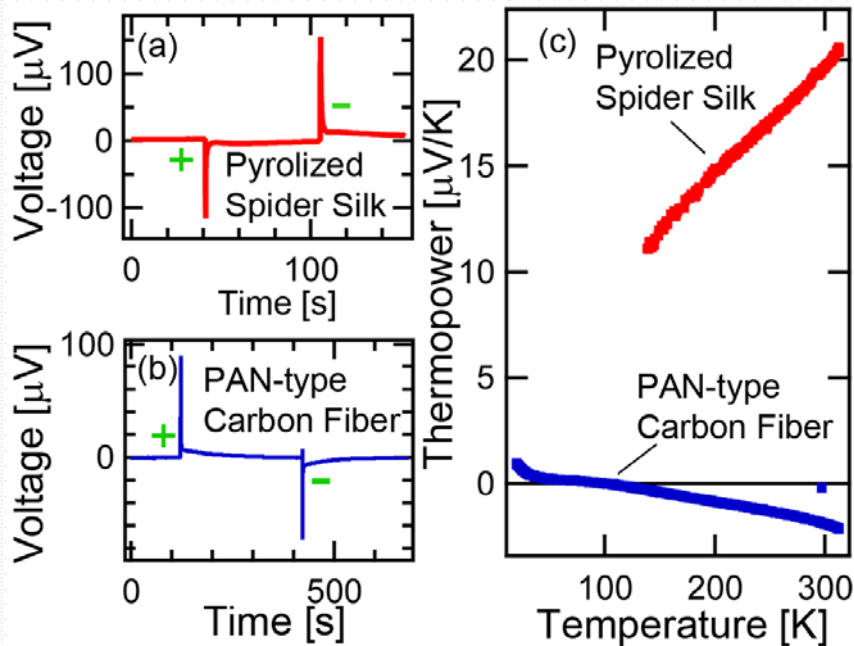 (a)
Voltage [μV]
100
0
-100
+
−
Pyrolized
Spider Silk
0
100
Time [s]
(b)
Voltage [μV]
100
0
+
−
PAN-type
Carbon Fiber
0
500
Time [s]
(c)
Thermopower [μV/K]
20
15
10
5
0
Pyrolized
Spider Silk
PAN-type
Carbon Fiber
100
200
300
Temperature [K]